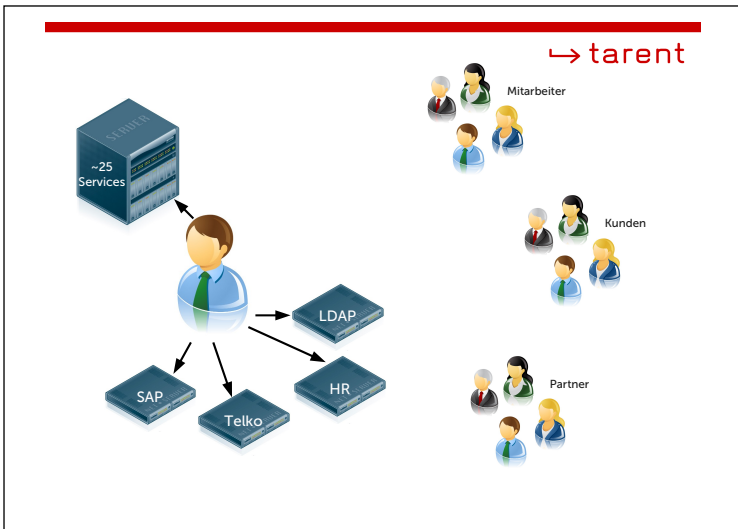 tarent
Mitarbeiter
SERVER
~25
Services
Kunden
LDAP
SAP
Telko
HR
Partner